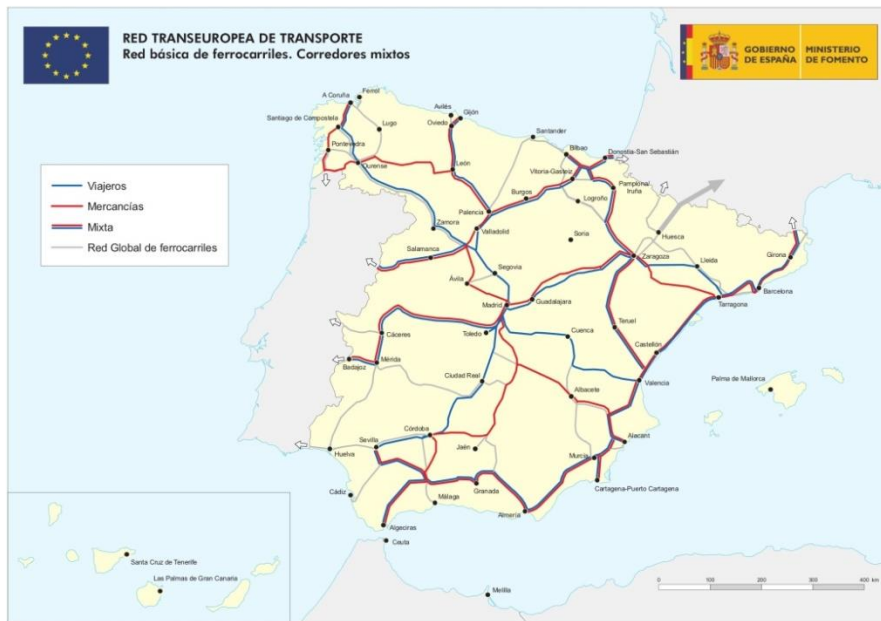 RED TRANSEUROPEA DE TRANSPORTE
Red básica de ferrocarriles. Corredores mixtos
GOBIERNO DE ESPAÑA
MINISTERIO DE FOMENTO
Viajeros
Mercancías
Mixta
Red Global de ferrocarriles
A Coruña
Ferrol
Santiago de Campostela
Lugo
Pontevedra
Ourense
Avilés
Gijón
Oviedo
León
Santander
Bilbao
Donostia-San Sebastián
Vitoria-Gasteiz
Pamplona/
Iruña
Burgos
Logroño
Palencia
Zamora
Valladolid
Soria
Huesca
Zaragoza
Lleida
Girona
Barcelona
Tarragona
Salamanca
Segovia
Ávila
Madrid
Guadalajara
Teruel
Castellón
Cáceres
Toledo
Cuenca
Valencia
Palma de Mallorca
Badajoz
Mérida
Ciudad Real
Albacete
Alacant
Córdoba
Sevilla
Jaén
Murcia
Huelva
Cartagena-Puerto Cartagena
Cádiz
Málaga
Granada
Almería
Algeciras
Ceuta
Melilla
Santa Cruz de Tenerife
Las Palmas de Gran Canaria
0 100 200 300 400 km